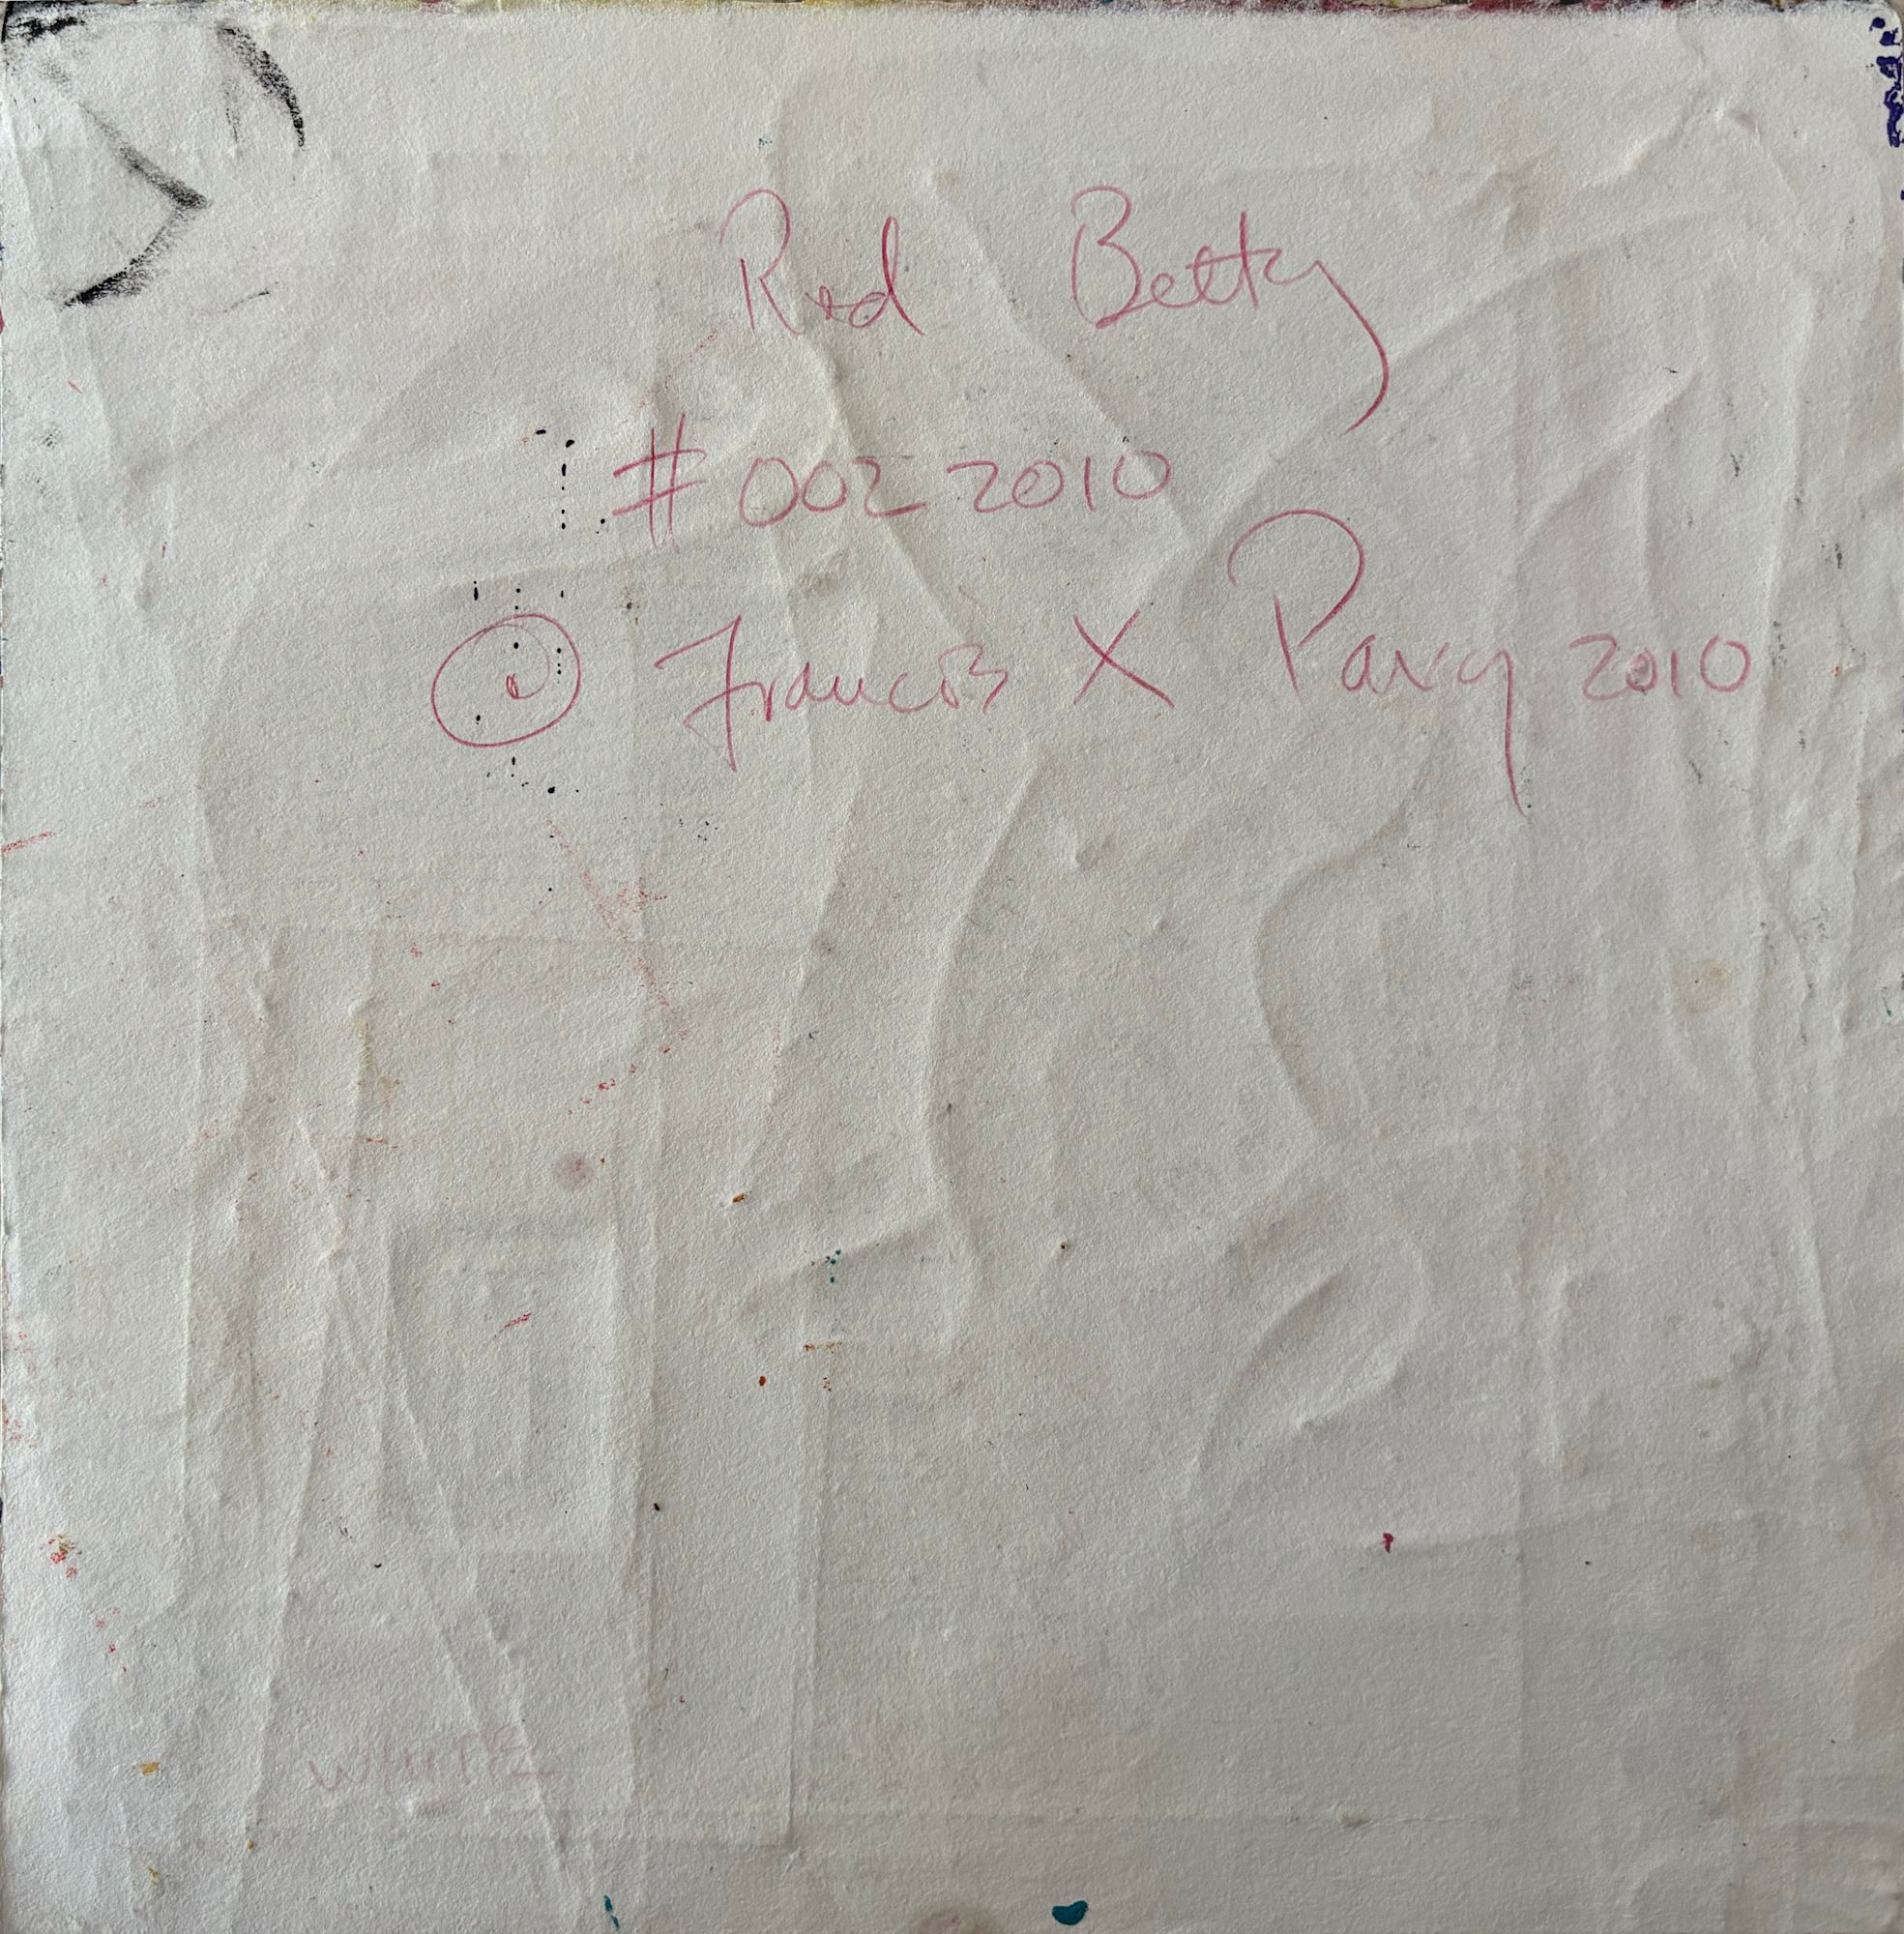 Red Betty
#002 2010
© Francis X Pavy 2010
WHITE